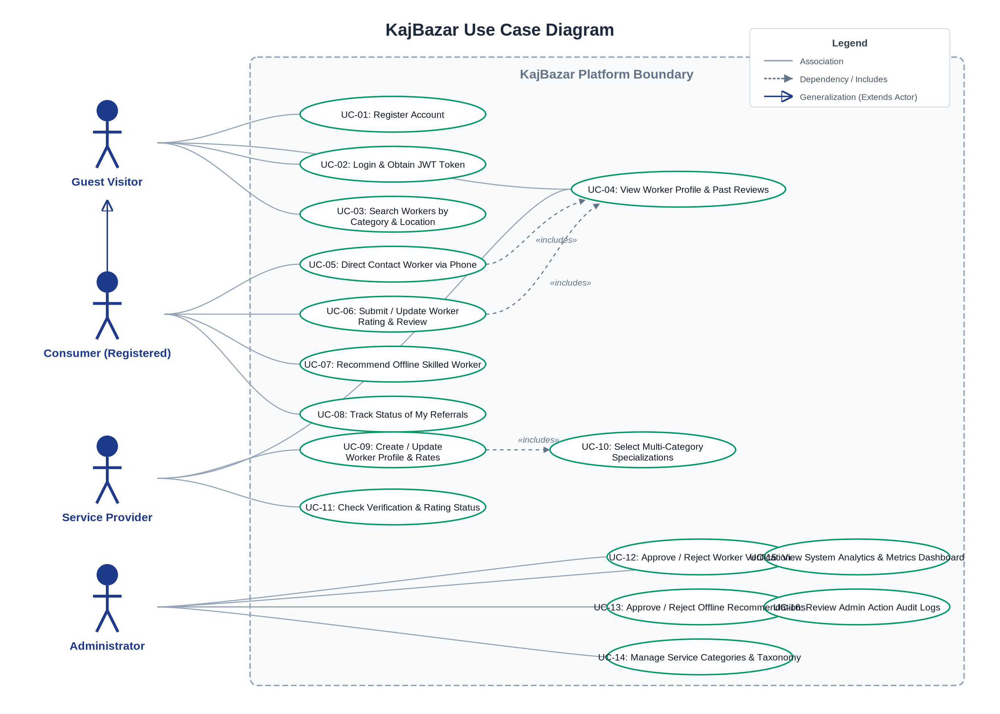 KajBazar Use Case Diagram
Legend
Association
Dependency / Includes
Generalization (Extends Actor)
KajBazar Platform Boundary
UC-01: Register Account
UC-02: Login & Obtain JWT Token
Guest Visitor
UC-04: View Worker Profile & Past Reviews
UC-03: Search Workers by
Category & Location
«includes»
UC-05: Direct Contact Worker via Phone
«includes»
UC-06: Submit / Update Worker
Rating & Review
Consumer (Registered)
UC-07: Recommend Offline Skilled Worker
UC-08: Track Status of My Referrals
«includes»
UC-09: Create / Update
Worker Profile & Rates
UC-10: Select Multi-Category
Specializations
UC-11: Check Verification & Rating Status
Service Provider
UC-12: Approve / Reject Worker Verification
UC-15: View System Analytics & Metrics Dashboard
UC-13: Approve / Reject Offline Recommendations
UC-16: Review Admin Action Audit Logs
Administrator
UC-14: Manage Service Categories & Taxonomy